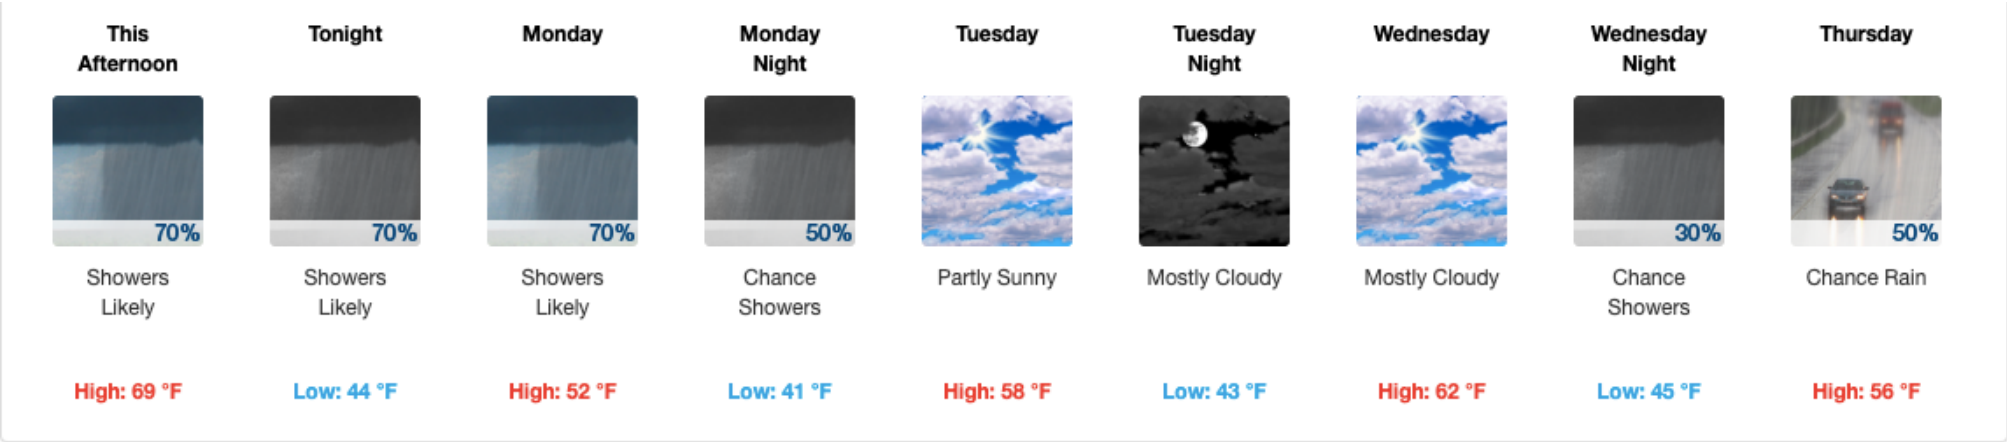 This
Afternoon
70%
Showers
Likely
High: 69 °F
Tonight
70%
Showers
Likely
Low: 44 °F
Monday
70%
Showers
Likely
High: 52 °F
Monday
Night
50%
Chance
Showers
Low: 41 °F
Tuesday
Partly Sunny
High: 58 °F
Tuesday
Night
Mostly Cloudy
Low: 43 °F
Wednesday
Mostly Cloudy
High: 62 °F
Wednesday
Night
30%
Chance
Showers
Low: 45 °F
Thursday
50%
Chance Rain
High: 56 °F